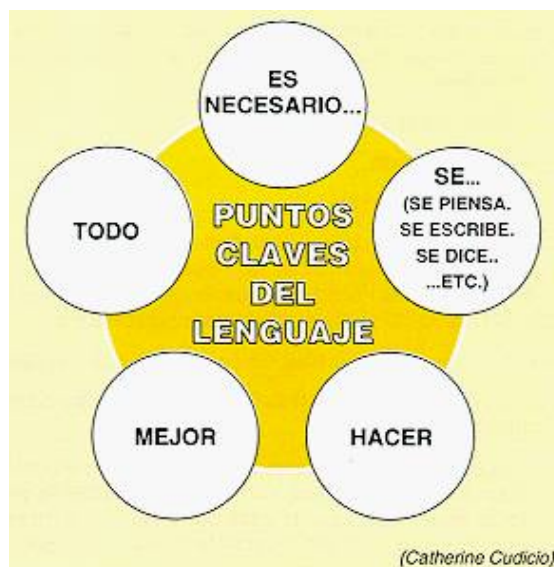 ES
NECESARIO...
SE...
(SE PIENSA.
SE ESCRIBE.
SE DICE..
...ETC.)
TODO
PUNTOS
CLAVES
DEL
LENGUAJE
MEJOR
HACER
(Catherine Cudicio)